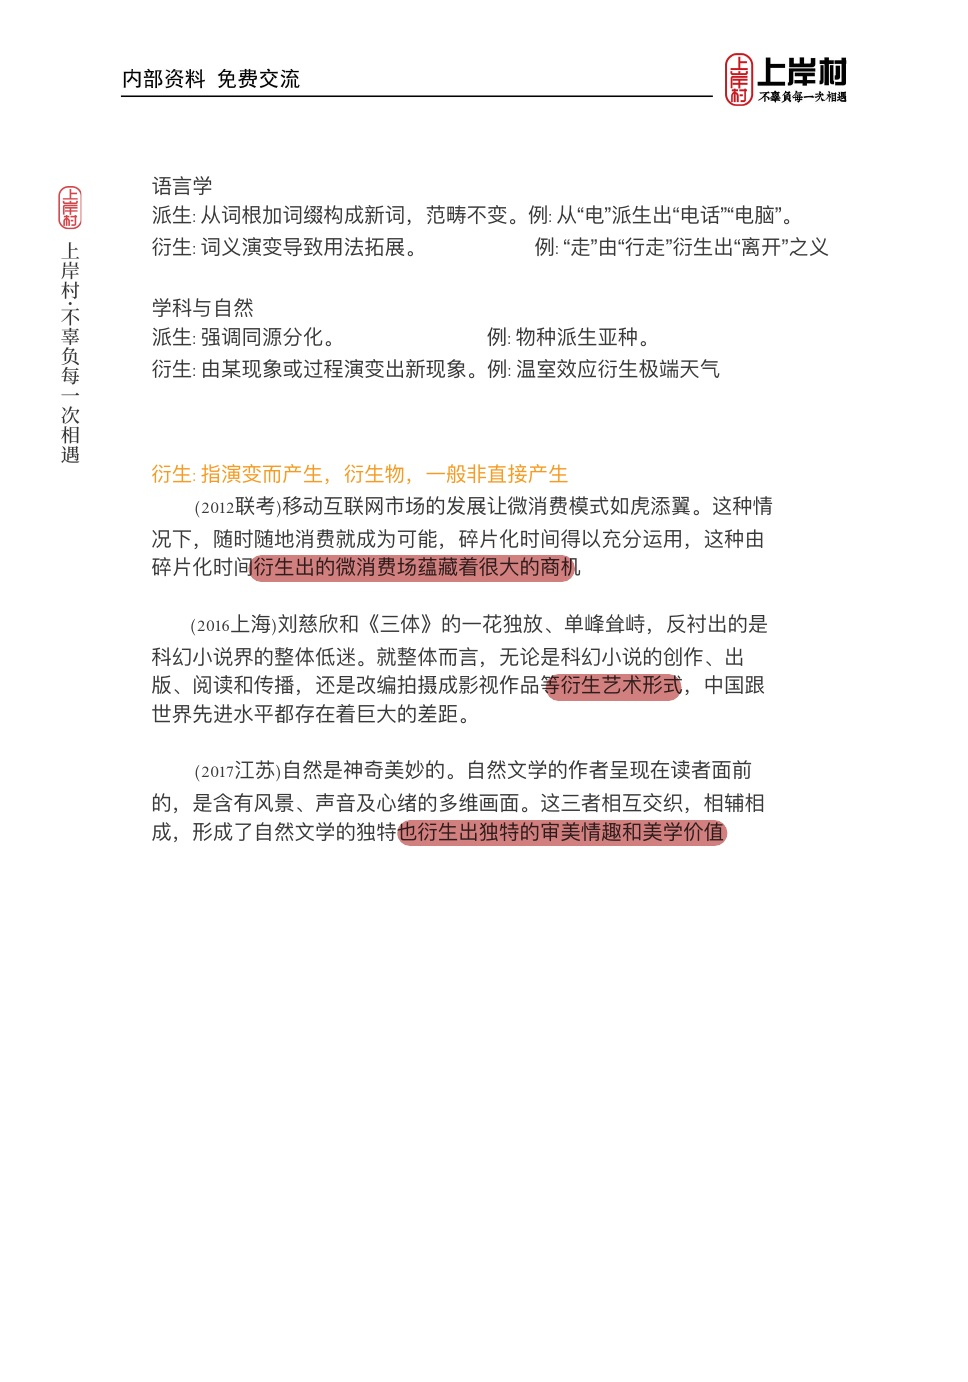 内部资料 免费交流
上岸村
上岸村
不辜负每一次相遇
上岸村
上岸村·不辜负每一次相遇
语言学
派生: 从词根加词缀构成新词，范畴不变。例: 从“电”派生出“电话”“电脑”。
衍生: 词义演变导致用法拓展。 例: “走”由“行走”衍生出“离开”之义
学科与自然
派生: 强调同源分化。 例: 物种派生亚种。
衍生: 由某现象或过程演变出新现象。例: 温室效应衍生极端天气
衍生: 指演变而产生，衍生物，一般非直接产生
(2012联考)移动互联网市场的发展让微消费模式如虎添翼。这种情
况下，随时随地消费就成为可能，碎片化时间得以充分运用，这种由
碎片化时间衍生出的微消费场蕴藏着很大的商机
(2016上海)刘慈欣和《三体》的一花独放、单峰耸峙，反衬出的是
科幻小说界的整体低迷。就整体而言，无论是科幻小说的创作、出
版、阅读和传播，还是改编拍摄成影视作品等衍生艺术形式，中国跟
世界先进水平都存在着巨大的差距。
(2017江苏)自然是神奇美妙的。自然文学的作者呈现在读者面前
的，是含有风景、声音及心绪的多维画面。这三者相互交织，相辅相
成，形成了自然文学的独特也衍生出独特的审美情趣和美学价值